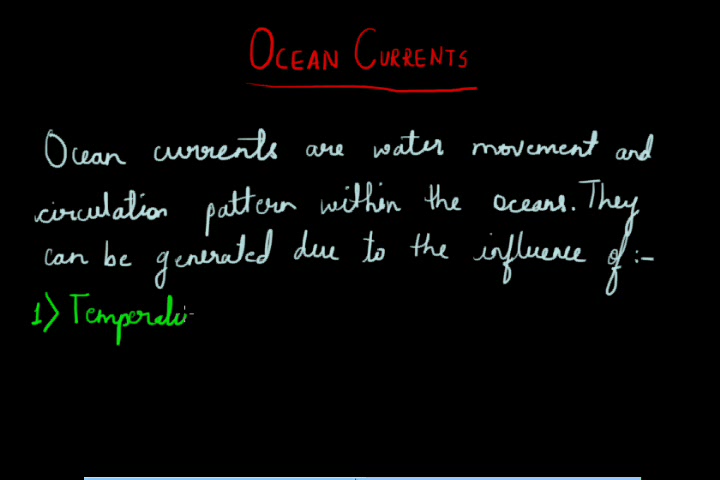 OCEAN CURRENTS
Ocean currents are water movement and
circulation pattern within the oceans. They
can be generated due to the influence of :-
1) Temperatu